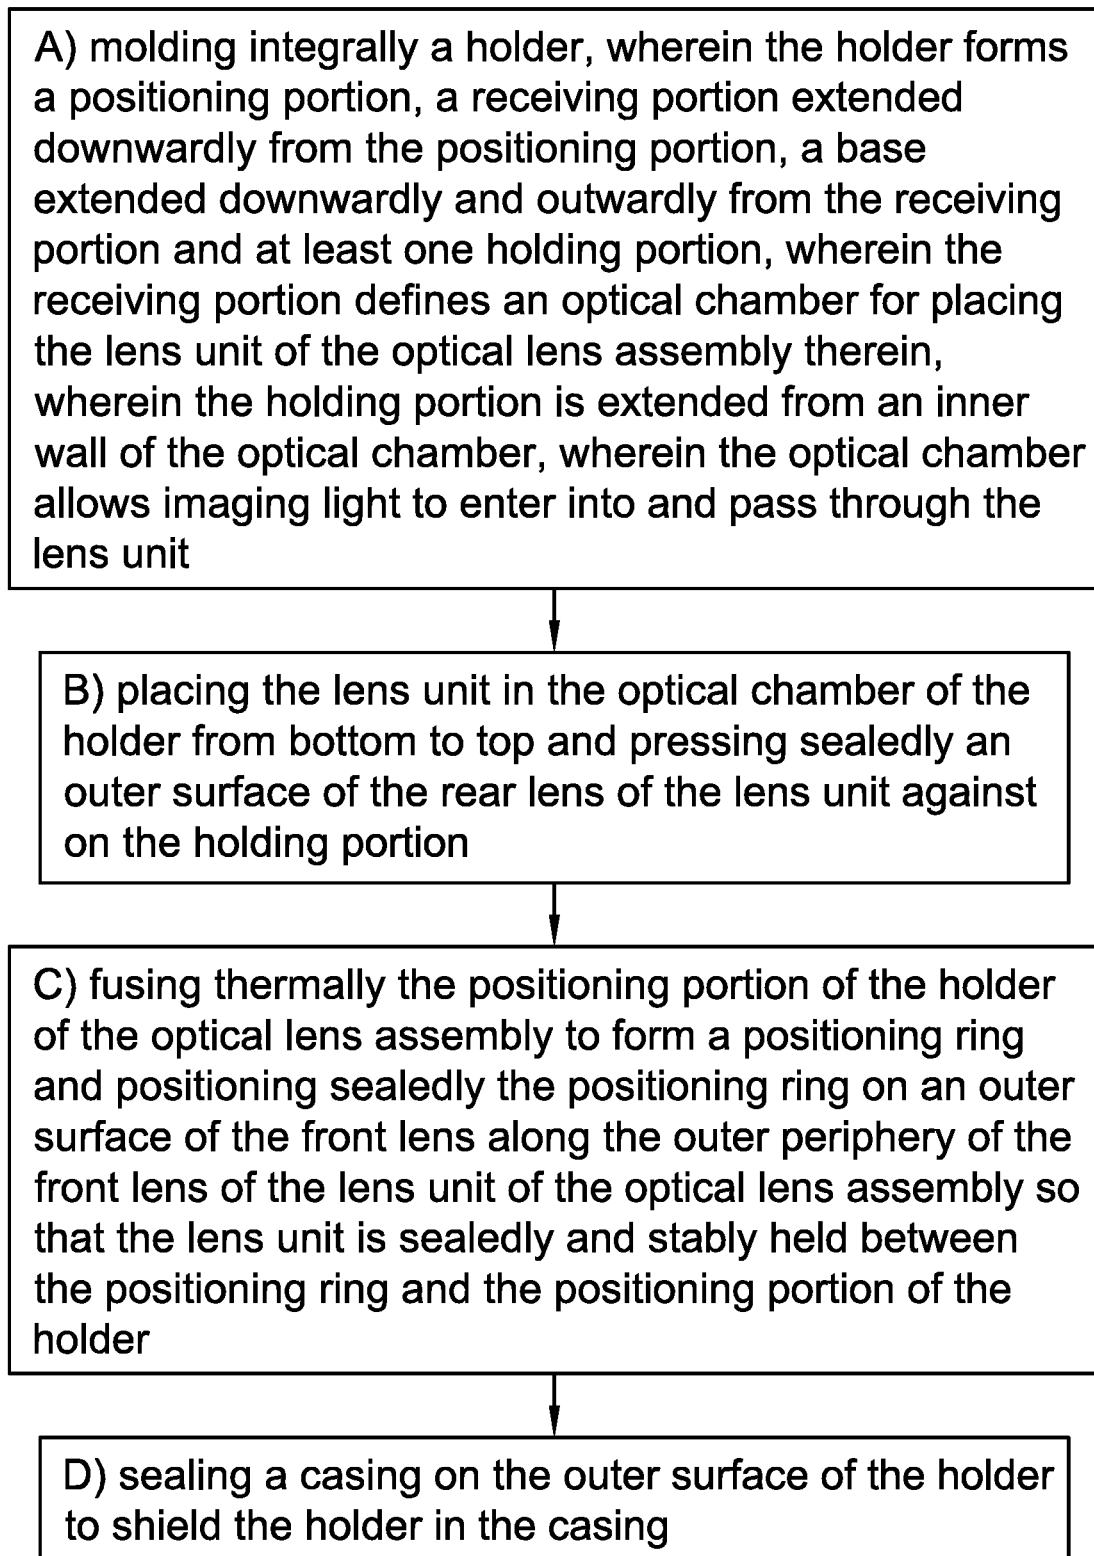 A) molding integrally a holder, wherein the holder forms
a positioning portion, a receiving portion extended
downwardly from the positioning portion, a base
extended downwardly and outwardly from the receiving
portion and at least one holding portion, wherein the
receiving portion defines an optical chamber for placing
the lens unit of the optical lens assembly therein,
wherein the holding portion is extended from an inner
wall of the optical chamber, wherein the optical chamber
allows imaging light to enter into and pass through the
lens unit
B) placing the lens unit in the optical chamber of the
holder from bottom to top and pressing sealedly an
outer surface of the rear lens of the lens unit against
on the holding portion
C) fusing thermally the positioning portion of the holder
of the optical lens assembly to form a positioning ring
and positioning sealedly the positioning ring on an outer
surface of the front lens along the outer periphery of the
front lens of the lens unit of the optical lens assembly so
that the lens unit is sealedly and stably held between
the positioning ring and the positioning portion of the
holder
D) sealing a casing on the outer surface of the holder
to shield the holder in the casing